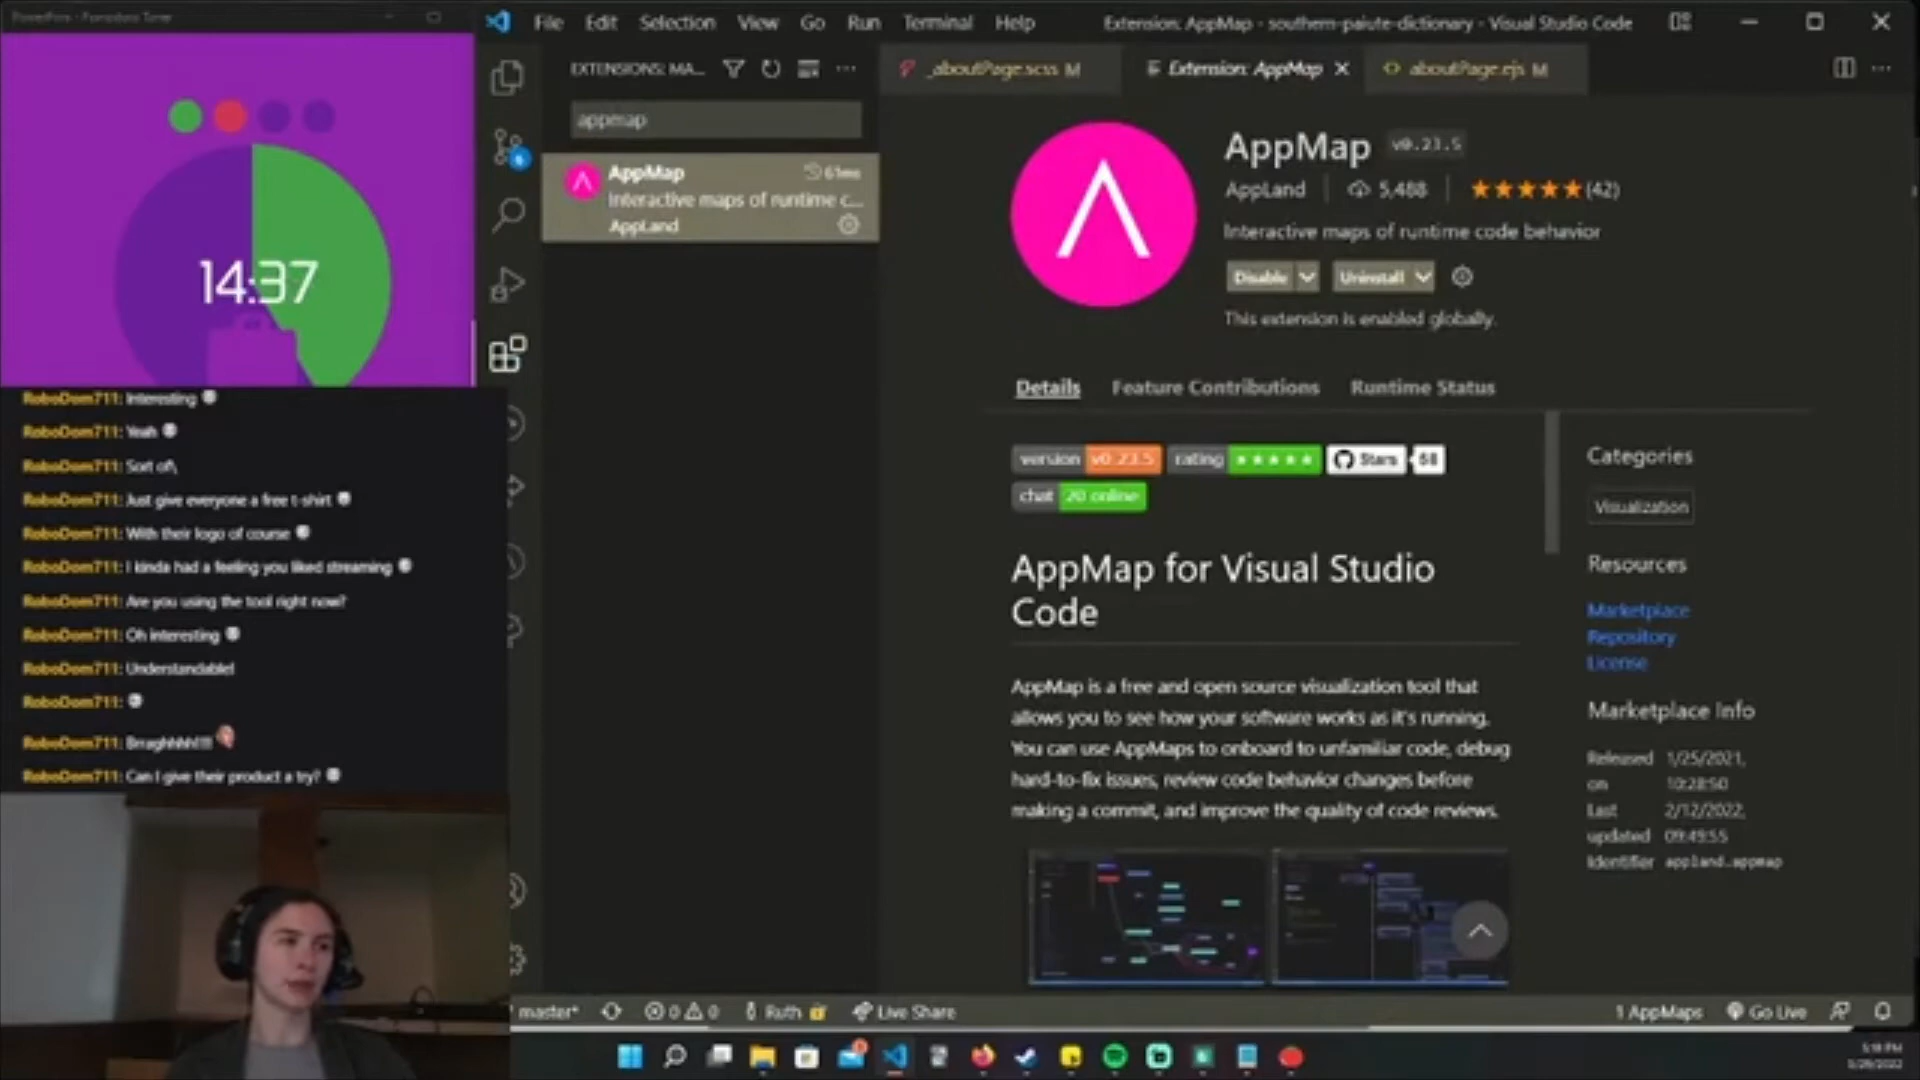 PomoDoro - Pomodoro Timer
14:37
RoboDom711: Interesting
RoboDom711: Yeah
RoboDom711: Sort of\
RoboDom711: Just give everyone a free t-shirt
RoboDom711: With their logo of course
RoboDom711: I kinda had a feeling you liked streaming
RoboDom711: Are you using the tool right now?
RoboDom711: Oh interesting
RoboDom711: Understandable!
RoboDom711:
RoboDom711: Brraghhhh!!!
RoboDom711: Can I give their product a try?
File Edit Selection View Go Run Terminal Help
Extension: AppMap - southern-paiute-dictionary - Visual Studio Code
EXTENSIONS: MA...
appmap
AppMap 61ms
Interactive maps of runtime c...
AppLand
_aboutPage.scss M
Extension: AppMap
aboutPage.ejs M
AppMap v0.23.5
AppLand 5,488 (42)
Interactive maps of runtime code behavior
Disable Uninstall
This extension is enabled globally.
Details Feature Contributions Runtime Status
version v0.23.5 rating ★★★★★ Stars 68
chat 20 online
AppMap for Visual Studio
Code
AppMap is a free and open source visualization tool that
allows you to see how your software works as it's running.
You can use AppMaps to onboard to unfamiliar code, debug
hard-to-fix issues, review code behavior changes before
making a commit, and improve the quality of code reviews.
Categories
Visualization
Resources
Marketplace
Repository
License
Marketplace Info
Released 1/25/2021,
on 10:28:50
Last 2/12/2022,
updated 09:49:55
Identifier appland.appmap
master* 0 0 Ruth Live Share
1 AppMaps Go Live